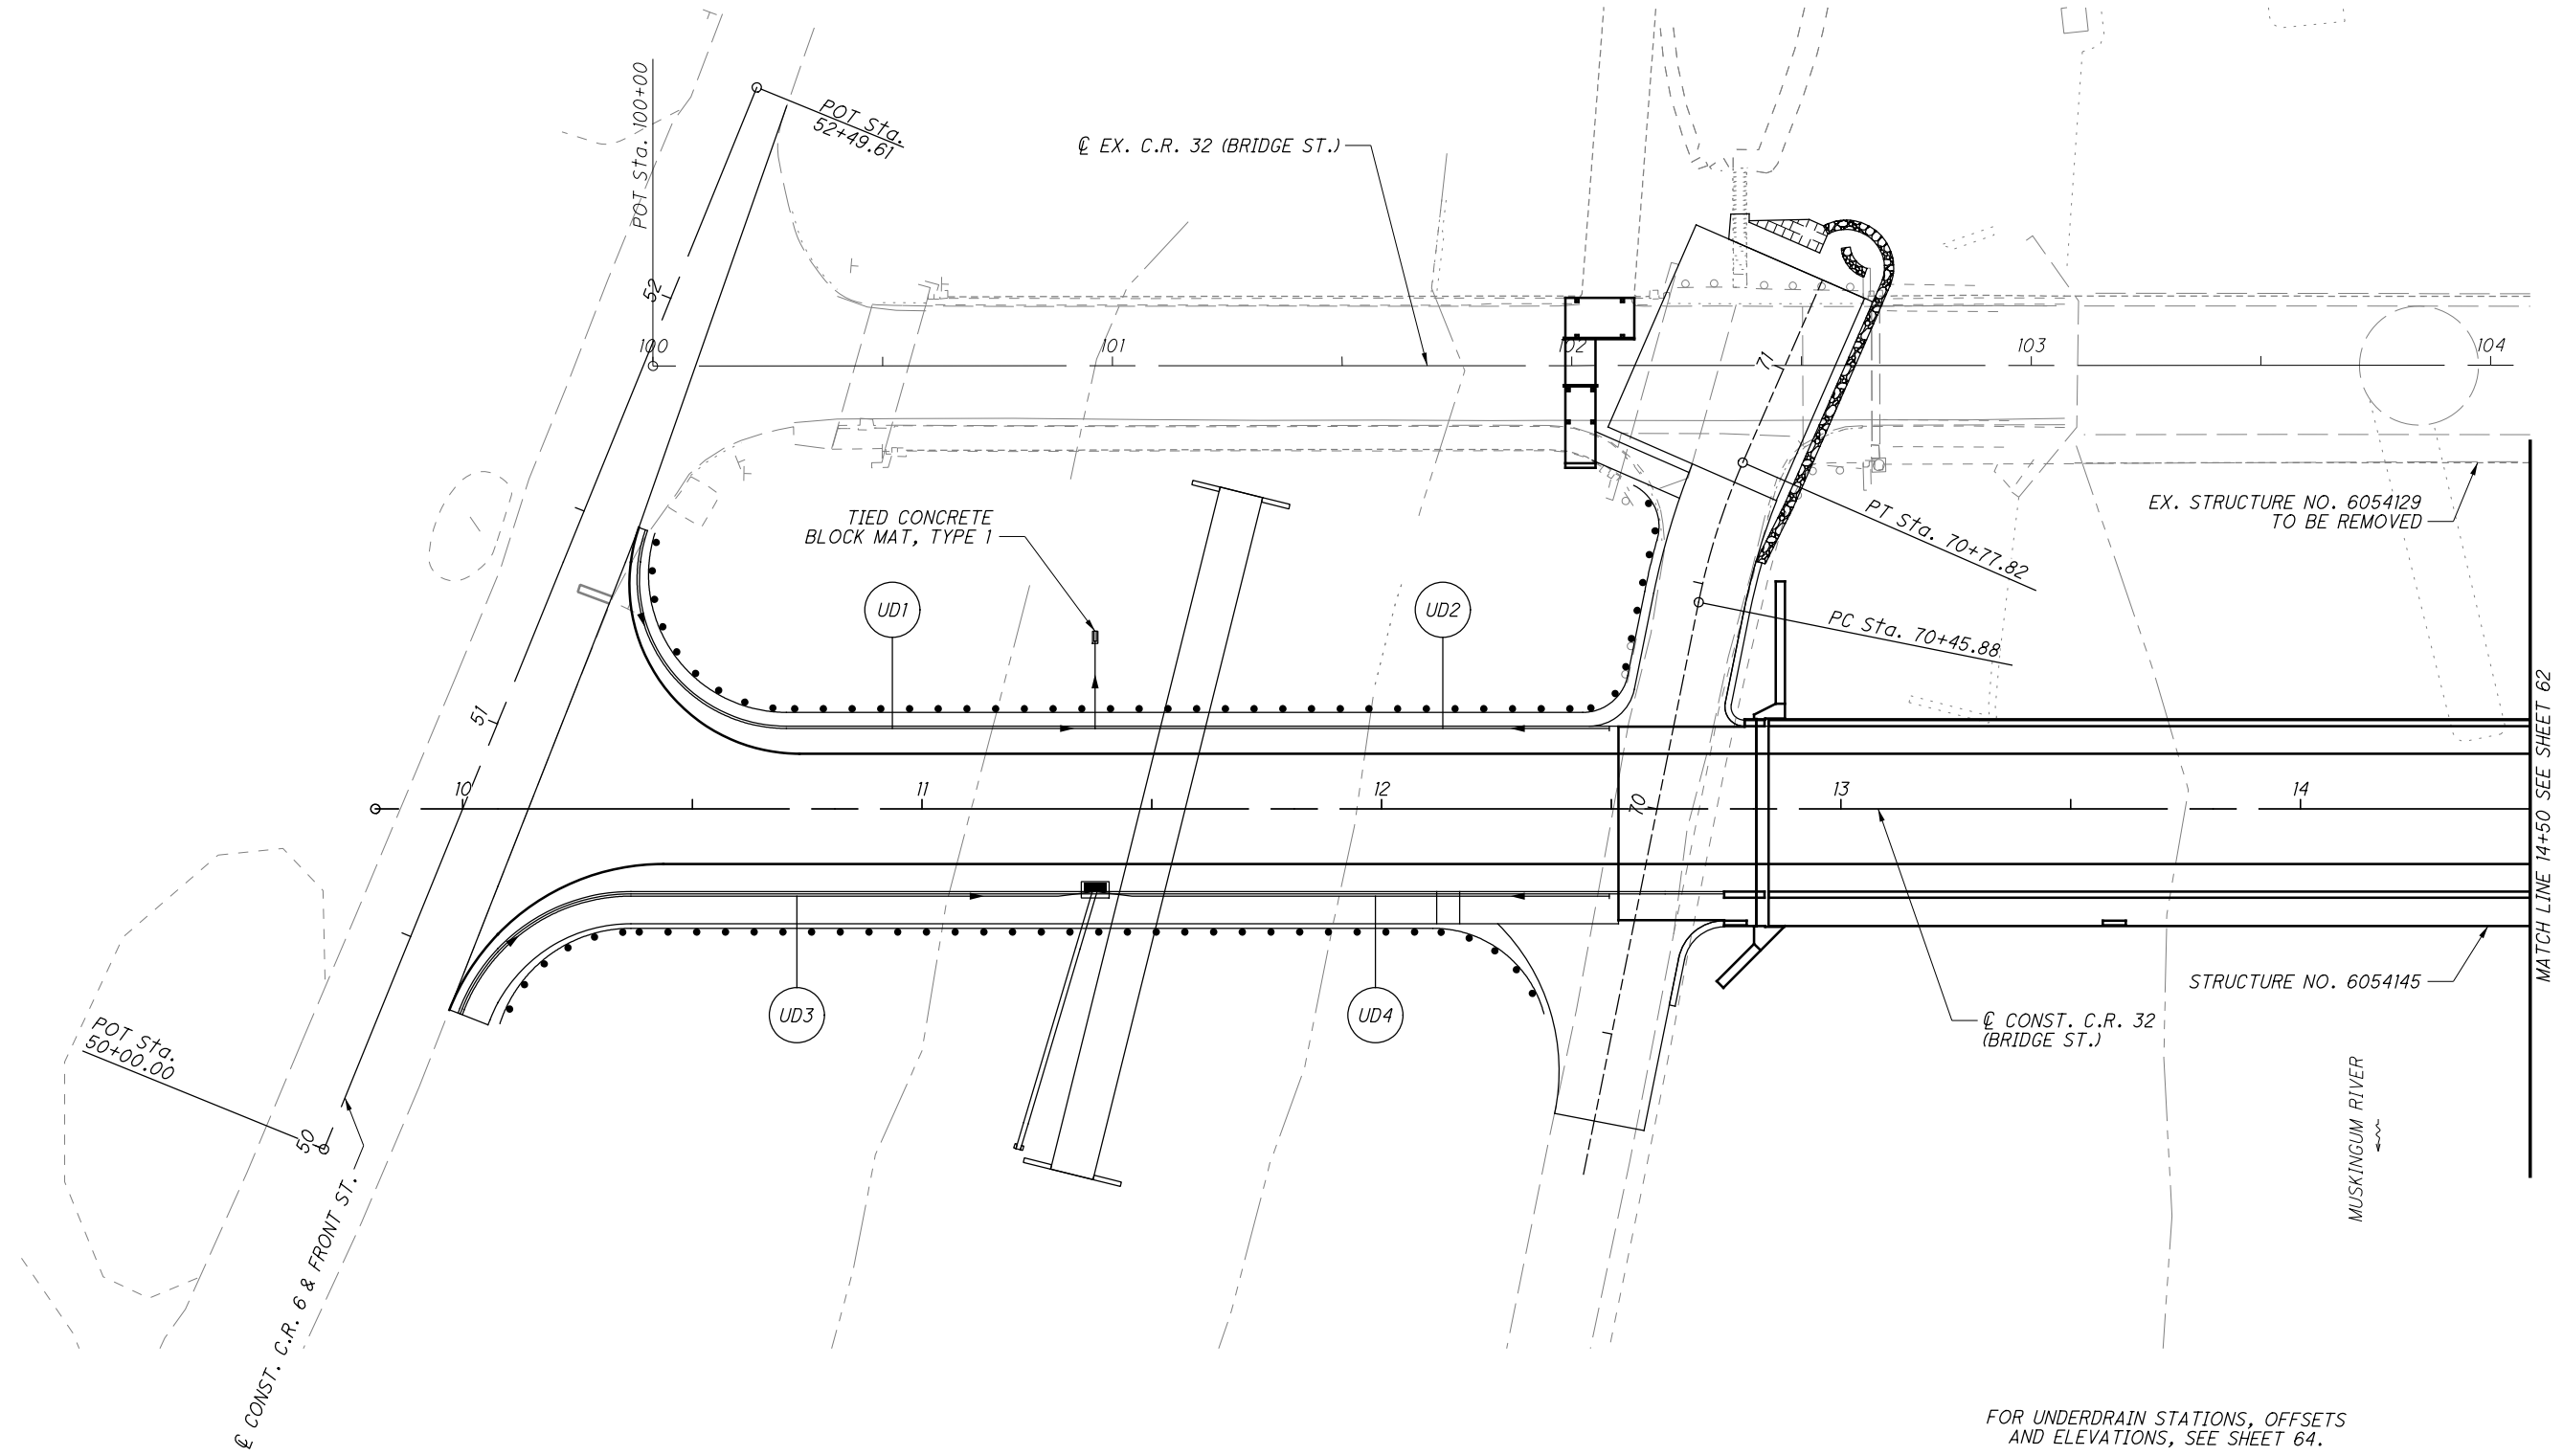 POT Sta. 100+00
POT Sta.
52+49.61
℄ EX. C.R. 32 (BRIDGE ST.)
52
100
101
102
103
104
71
TIED CONCRETE
BLOCK MAT, TYPE 1
EX. STRUCTURE NO. 6054129
TO BE REMOVED
PT Sta. 70+77.82
UD1
UD2
PC Sta. 70+45.88
MATCH LINE 14+50 SEE SHEET 62
51
10
11
12
70
13
14
UD3
UD4
STRUCTURE NO. 6054145
℄ CONST. C.R. 32
(BRIDGE ST.)
POT Sta.
50+00.00
50
MUSKINGUM RIVER
℄ CONST. C.R. 6 & FRONT ST.
FOR UNDERDRAIN STATIONS, OFFSETS
AND ELEVATIONS, SEE SHEET 64.